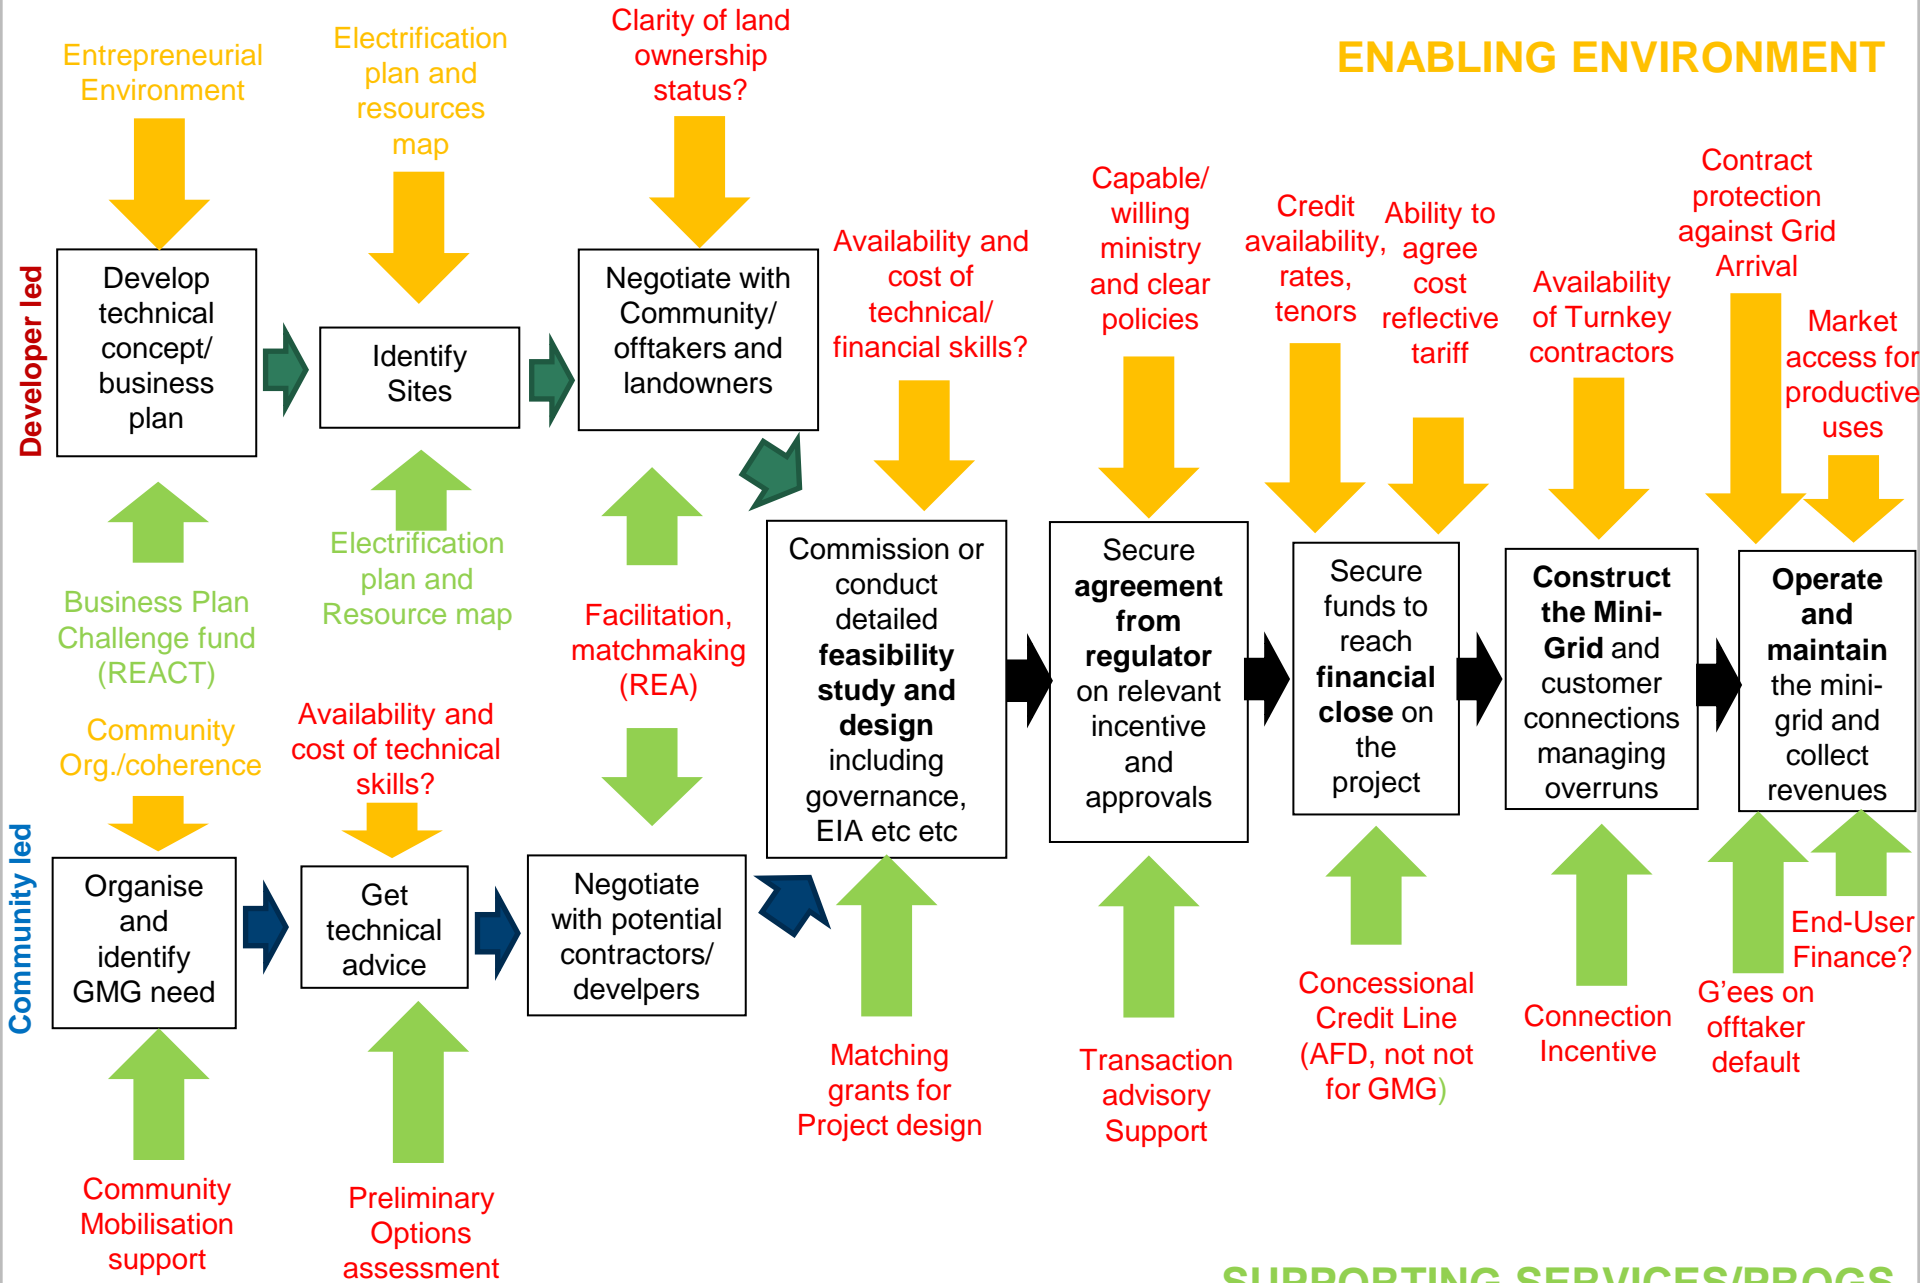 ENABLING ENVIRONMENT
Entrepreneurial
Environment
Electrification
plan and
resources
map
Clarity of land
ownership
status?
Availability and
cost of
technical/
financial skills?
Capable/
willing
ministry
and clear
policies
Credit
availability,
rates,
tenors
Ability to
agree
cost
reflective
tariff
Availability
of Turnkey
contractors
Contract
protection
against Grid
Arrival
Market
access for
productive
uses
Developer led
Develop
technical
concept/
business
plan
Identify
Sites
Negotiate with
Community/
offtakers and
landowners
Business Plan
Challenge fund
(REACT)
Electrification
plan and
Resource map
Facilitation,
matchmaking
(REA)
Commission or
conduct
detailed
feasibility
study and
design
including
governance,
EIA etc etc
Secure
agreement
from
regulator
on relevant
incentive
and
approvals
Secure
funds to
reach
financial
close on
the
project
Construct
the Mini-
Grid and
customer
connections
managing
overruns
Operate
and
maintain
the mini-
grid and
collect
revenues
Community
Org./coherence
Availability and
cost of technical
skills?
Community led
Organise
and
identify
GMG need
Get
technical
advice
Negotiate
with potential
contractors/
develpers
Community
Mobilisation
support
Preliminary
Options
assessment
Matching
grants for
Project design
Transaction
advisory
Support
Concessional
Credit Line
(AFD, not not
for GMG)
Connection
Incentive
G'ees on
offtaker
default
End-User
Finance?
SUPPORTING SERVICES/PROGS